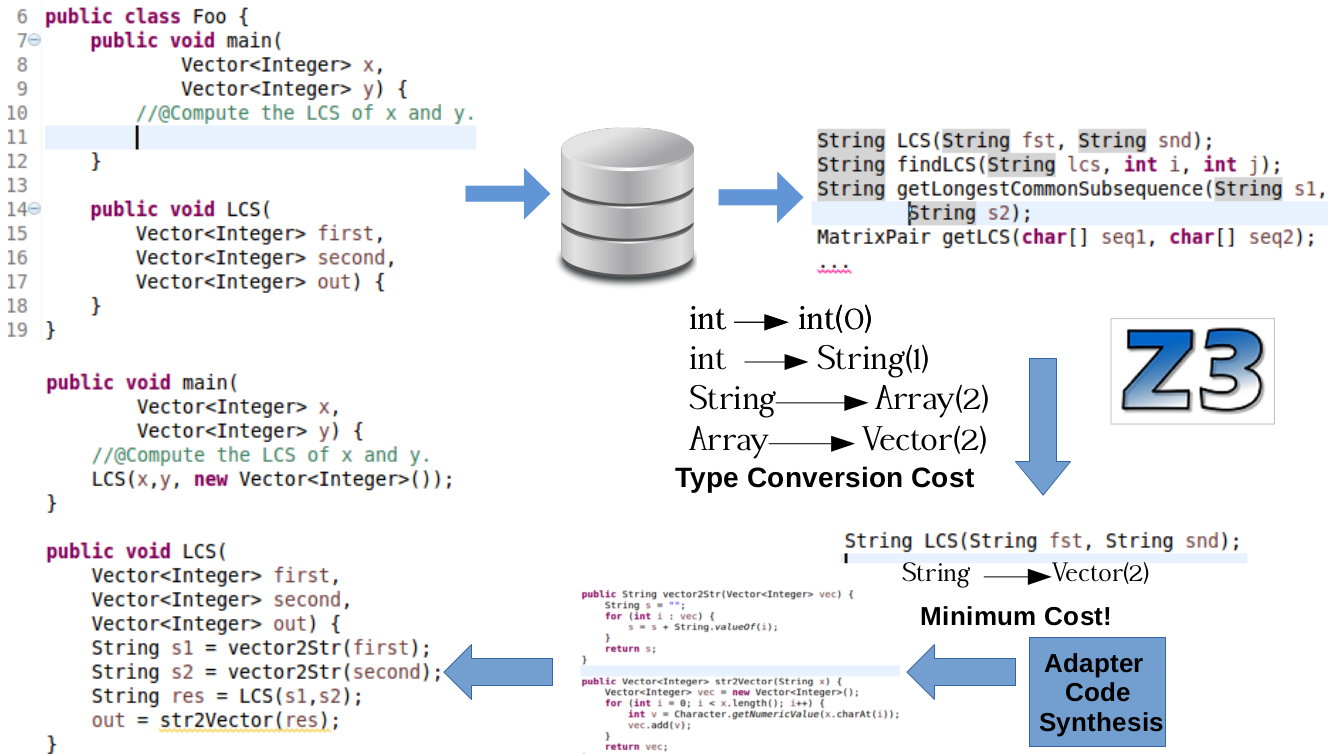 6 public class Foo {
7 public void main(
8 Vector<Integer> x,
9 Vector<Integer> y) {
10 //@Compute the LCS of x and y.
11
12 }
13
14 public void LCS(
15 Vector<Integer> first,
16 Vector<Integer> second,
17 Vector<Integer> out) {
18 }
19 }
String LCS(String fst, String snd);
String findLCS(String lcs, int i, int j);
String getLongestCommonSubsequence(String s1,
String s2);
MatrixPair getLCS(char[] seq1, char[] seq2);
...
int → int(0)
int → String(1)
String → Array(2)
Array → Vector(2)
Type Conversion Cost
Z3
public void main(
Vector<Integer> x,
Vector<Integer> y) {
//@Compute the LCS of x and y.
LCS(x,y, new Vector<Integer>());
}
String LCS(String fst, String snd);
String → Vector(2)
Minimum Cost!
Adapter
Code
Synthesis
public String vector2Str(Vector<Integer> vec) {
String s = "";
for (int i : vec) {
s = s + String.valueOf(i);
}
return s;
}
public Vector<Integer> str2Vector(String x) {
Vector<Integer> vec = new Vector<Integer>();
for (int i = 0; i < x.length(); i++) {
int v = Character.getNumericValue(x.charAt(i));
vec.add(v);
}
return vec;
public void LCS(
Vector<Integer> first,
Vector<Integer> second,
Vector<Integer> out) {
String s1 = vector2Str(first);
String s2 = vector2Str(second);
String res = LCS(s1,s2);
out = str2Vector(res);
}